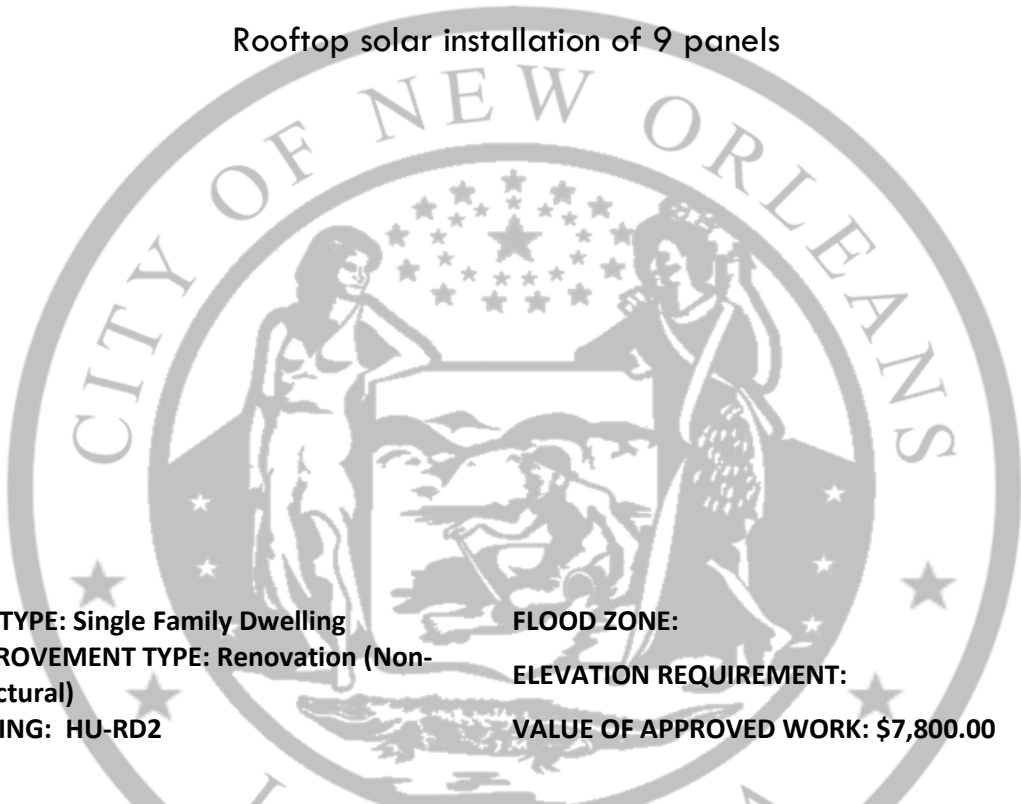 Rooftop solar installation of 9 panels
CITY OF NEW ORLEANS
TYPE: Single Family Dwelling
ROVEMENT TYPE: Renovation (Non-
ctural)
ING: HU-RD2
FLOOD ZONE:
ELEVATION REQUIREMENT:
VALUE OF APPROVED WORK: $7,800.00